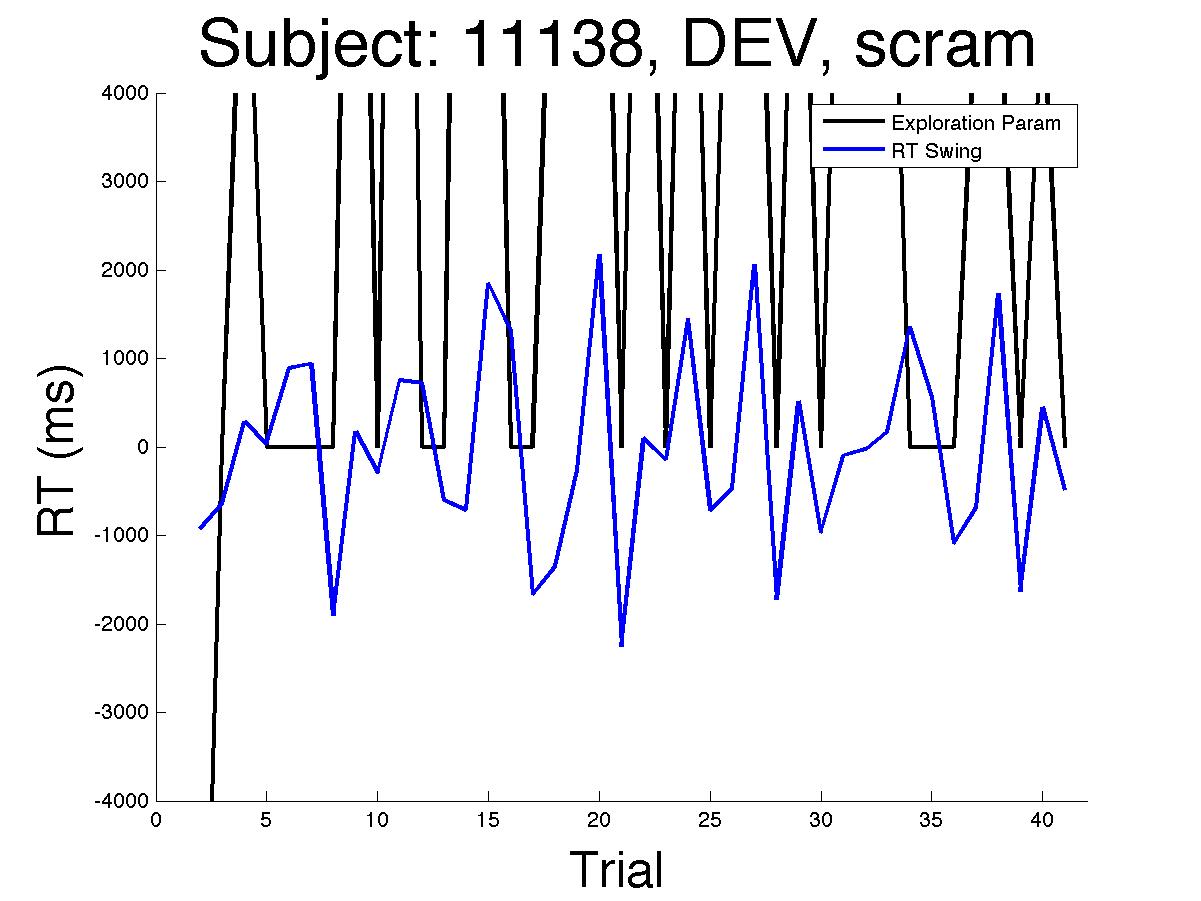 Subject: 11138, DEV, scram
4000
3000
2000
1000
0
-1000
-2000
-3000
-4000
RT (ms)
Exploration Param
RT Swing
0 5 10 15 20 25 30 35 40
Trial